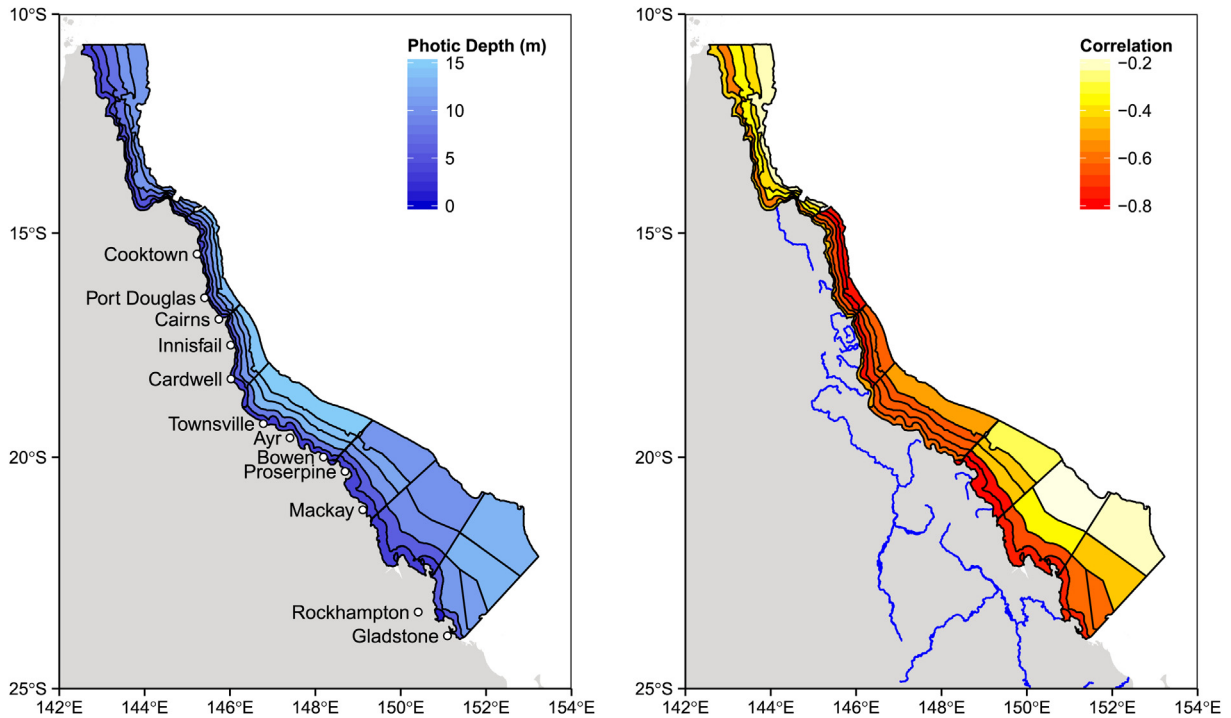 10°S
15°S
20°S
25°S
142°E
144°E
146°E
148°E
150°E
152°E
154°E
Photic Depth (m)
15
10
5
0
Cooktown
Port Douglas
Cairns
Innisfail
Cardwell
Townsville
Ayr
Bowen
Proserpine
Mackay
Rockhampton
Gladstone
10°S
15°S
20°S
25°S
142°E
144°E
146°E
148°E
150°E
152°E
154°E
Correlation
−0.2
−0.4
−0.6
−0.8